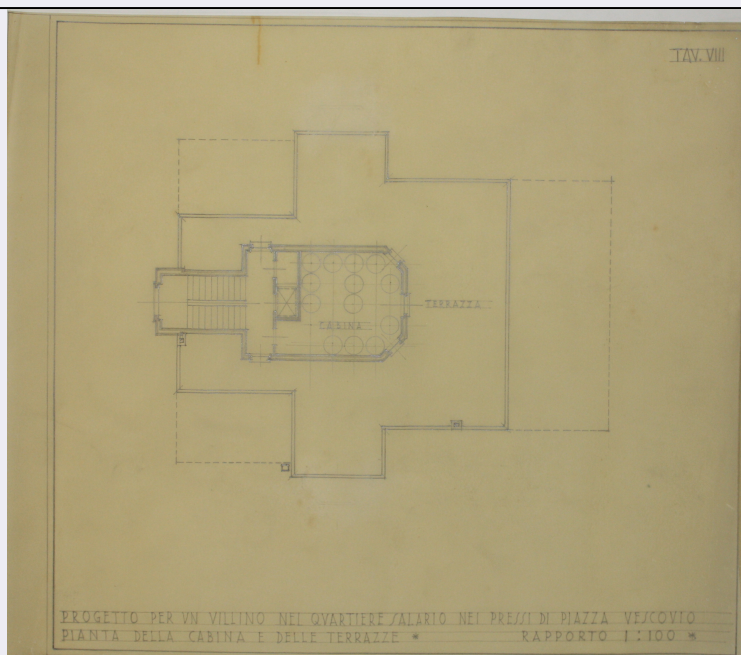 TAV. VIII
TERRAZZA
CABINA
PROGETTO PER VN VILLINO NEL QVARTIERE SALARIO NEI PRESSI DI PIAZZA VESCOVIO
PIANTA DELLA CABINA E DELLE TERRAZZE * RAPPORTO 1:100 *